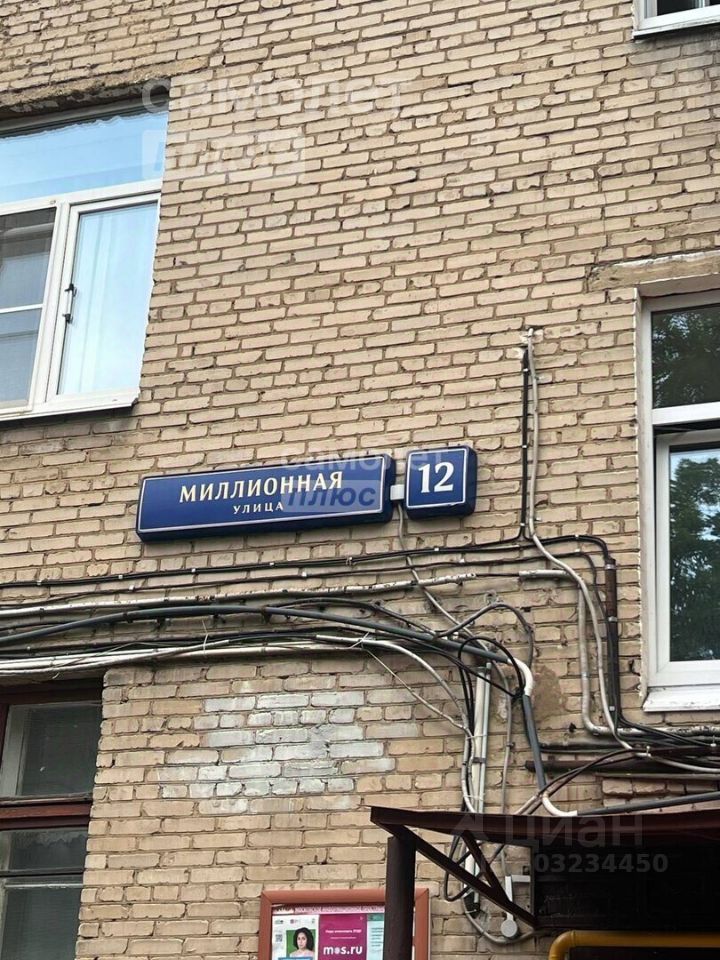 самолет
плюс
МИЛЛИОННАЯ
УЛИЦА
12
самолет
плюс
циан
03234450
mos.ru